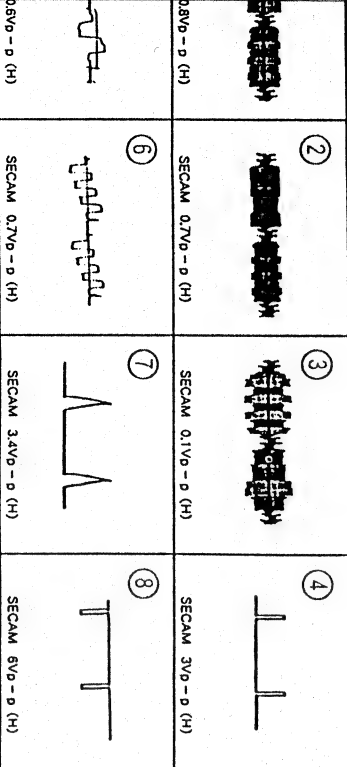 0.8Vp – p (H)
②
SECAM 0.7Vp – p (H)
③
SECAM 0.1Vp – p (H)
④
SECAM 3Vp – p (H)
0.6Vp – p (H)
⑥
SECAM 0.7Vp – p (H)
⑦
SECAM 3.4Vp – p (H)
⑧
SECAM 6Vp – p (H)